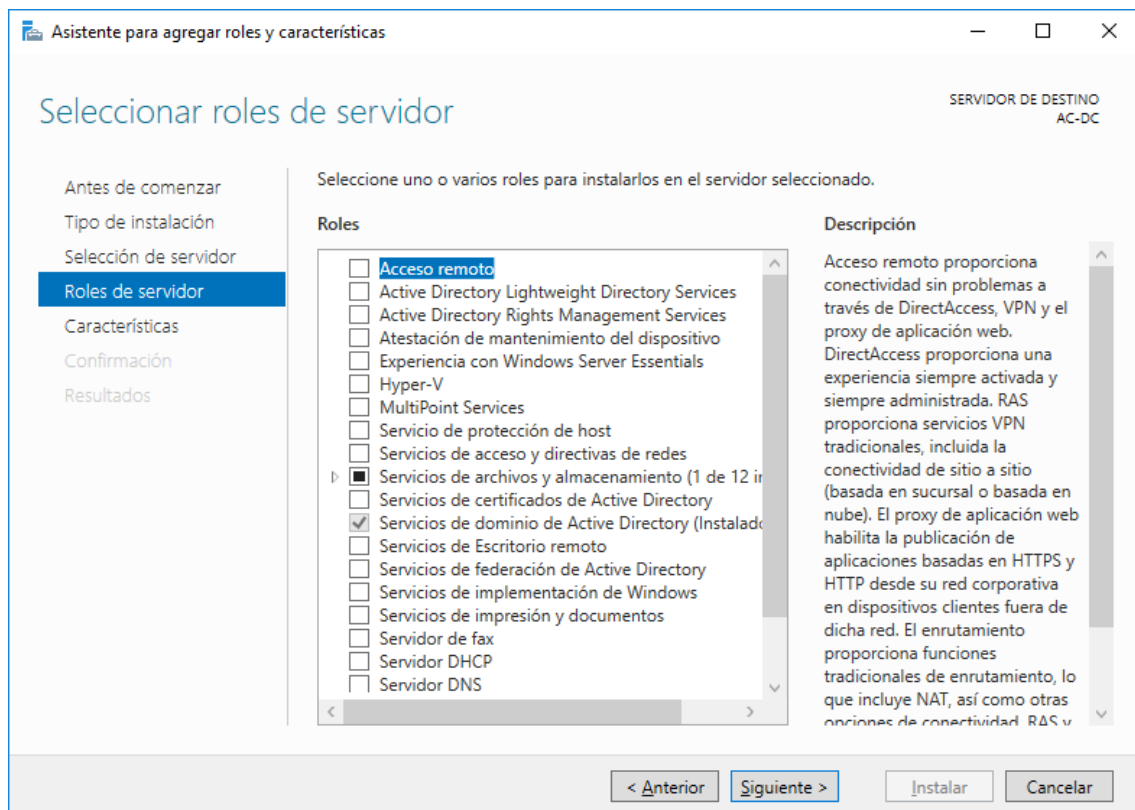 Asistente para agregar roles y características
Seleccionar roles de servidor
SERVIDOR DE DESTINO
AC-DC
Antes de comenzar
Tipo de instalación
Selección de servidor
Roles de servidor
Características
Confirmación
Resultados
Seleccione uno o varios roles para instalarlos en el servidor seleccionado.
Roles
Acceso remoto
Active Directory Lightweight Directory Services
Active Directory Rights Management Services
Atestación de mantenimiento del dispositivo
Experiencia con Windows Server Essentials
Hyper-V
MultiPoint Services
Servicio de protección de host
Servicios de acceso y directivas de redes
Servicios de archivos y almacenamiento (1 de 12 ir
Servicios de certificados de Active Directory
Servicios de dominio de Active Directory (Instalado
Servicios de Escritorio remoto
Servicios de federación de Active Directory
Servicios de implementación de Windows
Servicios de impresión y documentos
Servidor de fax
Servidor DHCP
Servidor DNS
Descripción
Acceso remoto proporciona
conectividad sin problemas a
través de DirectAccess, VPN y el
proxy de aplicación web.
DirectAccess proporciona una
experiencia siempre activada y
siempre administrada. RAS
proporciona servicios VPN
tradicionales, incluida la
conectividad de sitio a sitio
(basada en sucursal o basada en
nube). El proxy de aplicación web
habilita la publicación de
aplicaciones basadas en HTTPS y
HTTP desde su red corporativa
en dispositivos clientes fuera de
dicha red. El enrutamiento
proporciona funciones
tradicionales de enrutamiento, lo
que incluye NAT, así como otras
opciones de conectividad. RAS y
< Anterior
Siguiente >
Instalar
Cancelar